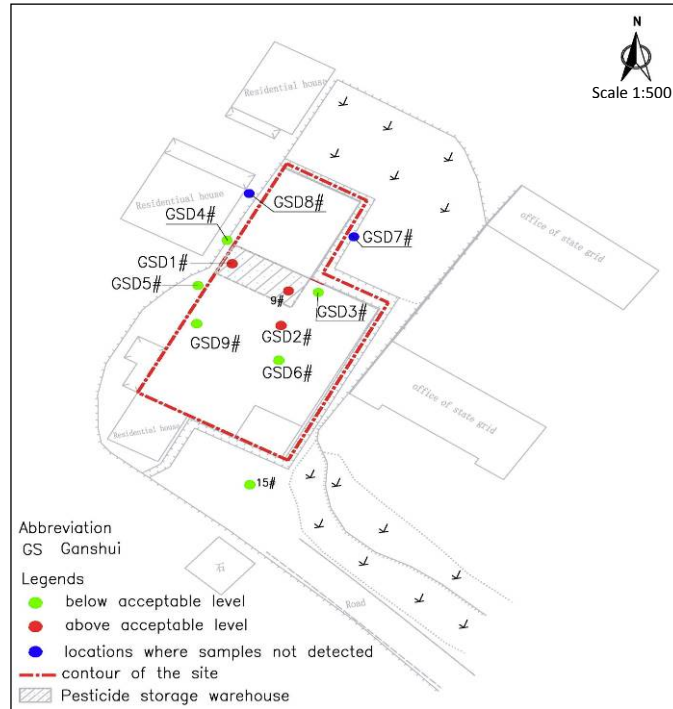 N
Scale 1:500
Residential house
Residentiual house
GSD8#
GSD4#
GSD7#
office of state grid
GSD1#
GSD5#
9#
GSD3#
GSD9#
GSD2#
GSD6#
office of state grid
Residential house
15#
石
Road
Abbreviation
GS Ganshui
Legends
below acceptable level
above acceptable level
locations where samples not detected
contour of the site
Pesticide storage warehouse